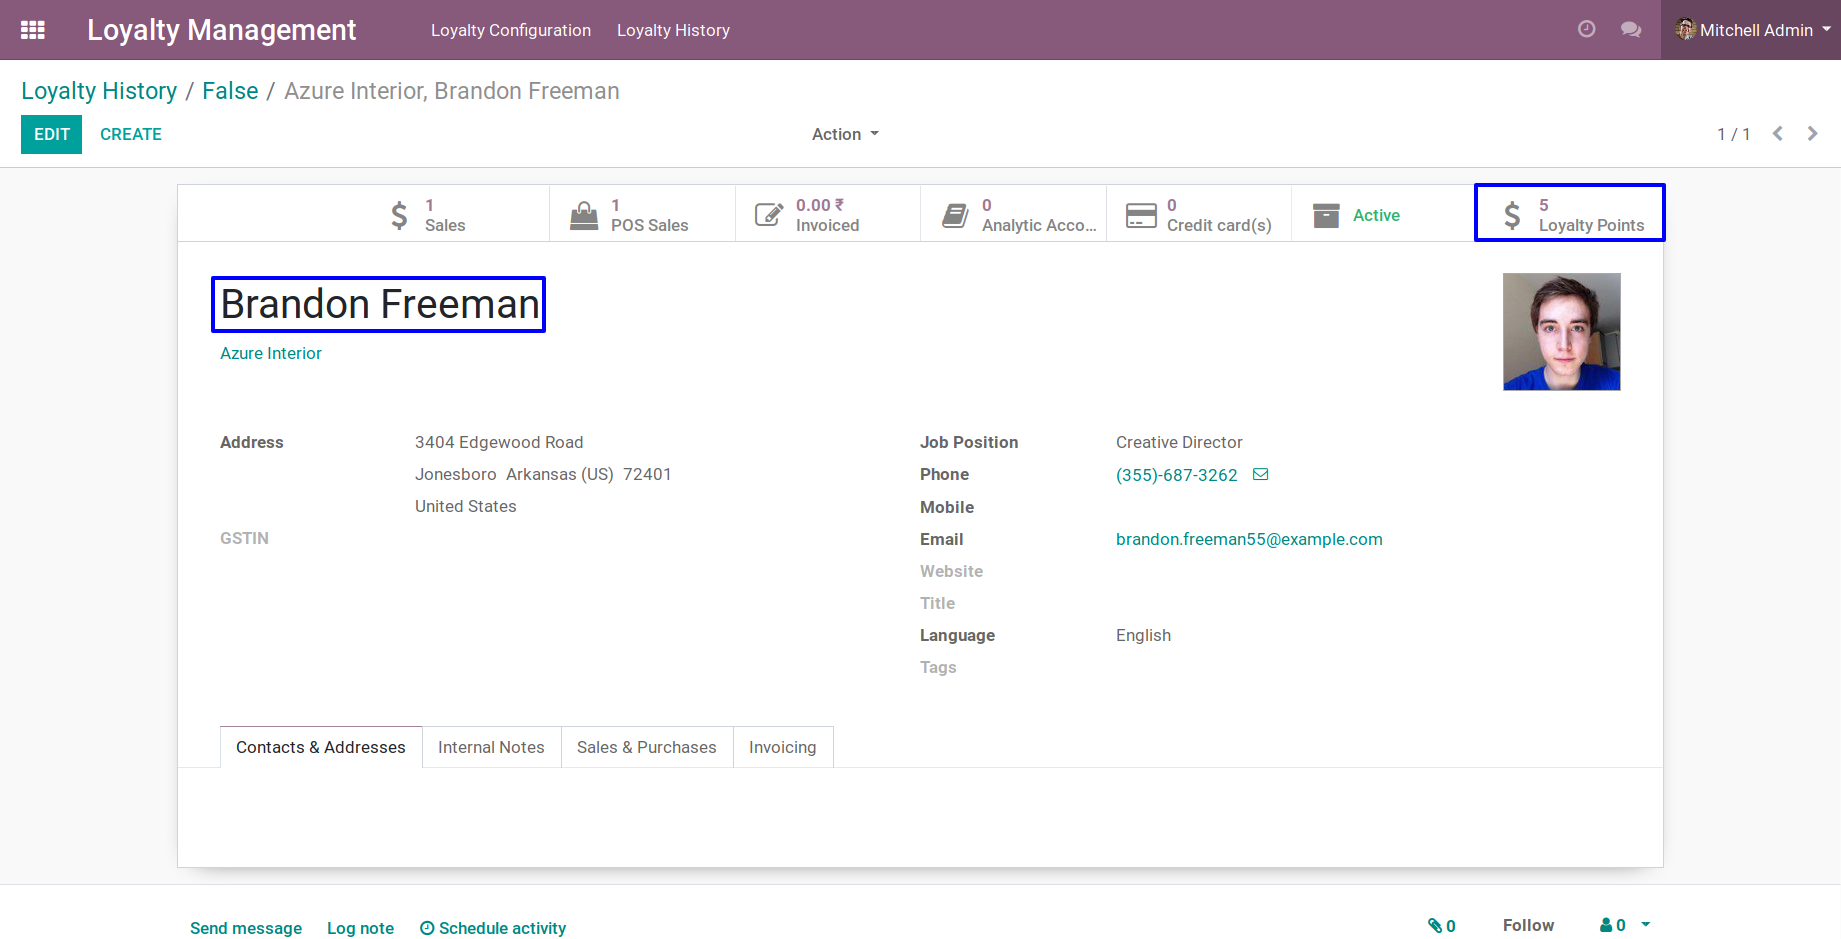 Loyalty Management Loyalty Configuration Loyalty History Mitchell Admin
Loyalty History / False / Azure Interior, Brandon Freeman
EDIT CREATE Action 1 / 1
1 Sales
1 POS Sales
0.00 ₹ Invoiced
0 Analytic Acco...
0 Credit card(s)
Active
5 Loyalty Points
Brandon Freeman
Azure Interior
Address 3404 Edgewood Road
Jonesboro Arkansas (US) 72401
United States
GSTIN
Job Position Creative Director
Phone (355)-687-3262
Mobile
Email brandon.freeman55@example.com
Website
Title
Language English
Tags
Contacts & Addresses Internal Notes Sales & Purchases Invoicing
Send message Log note Schedule activity 0 Follow 0